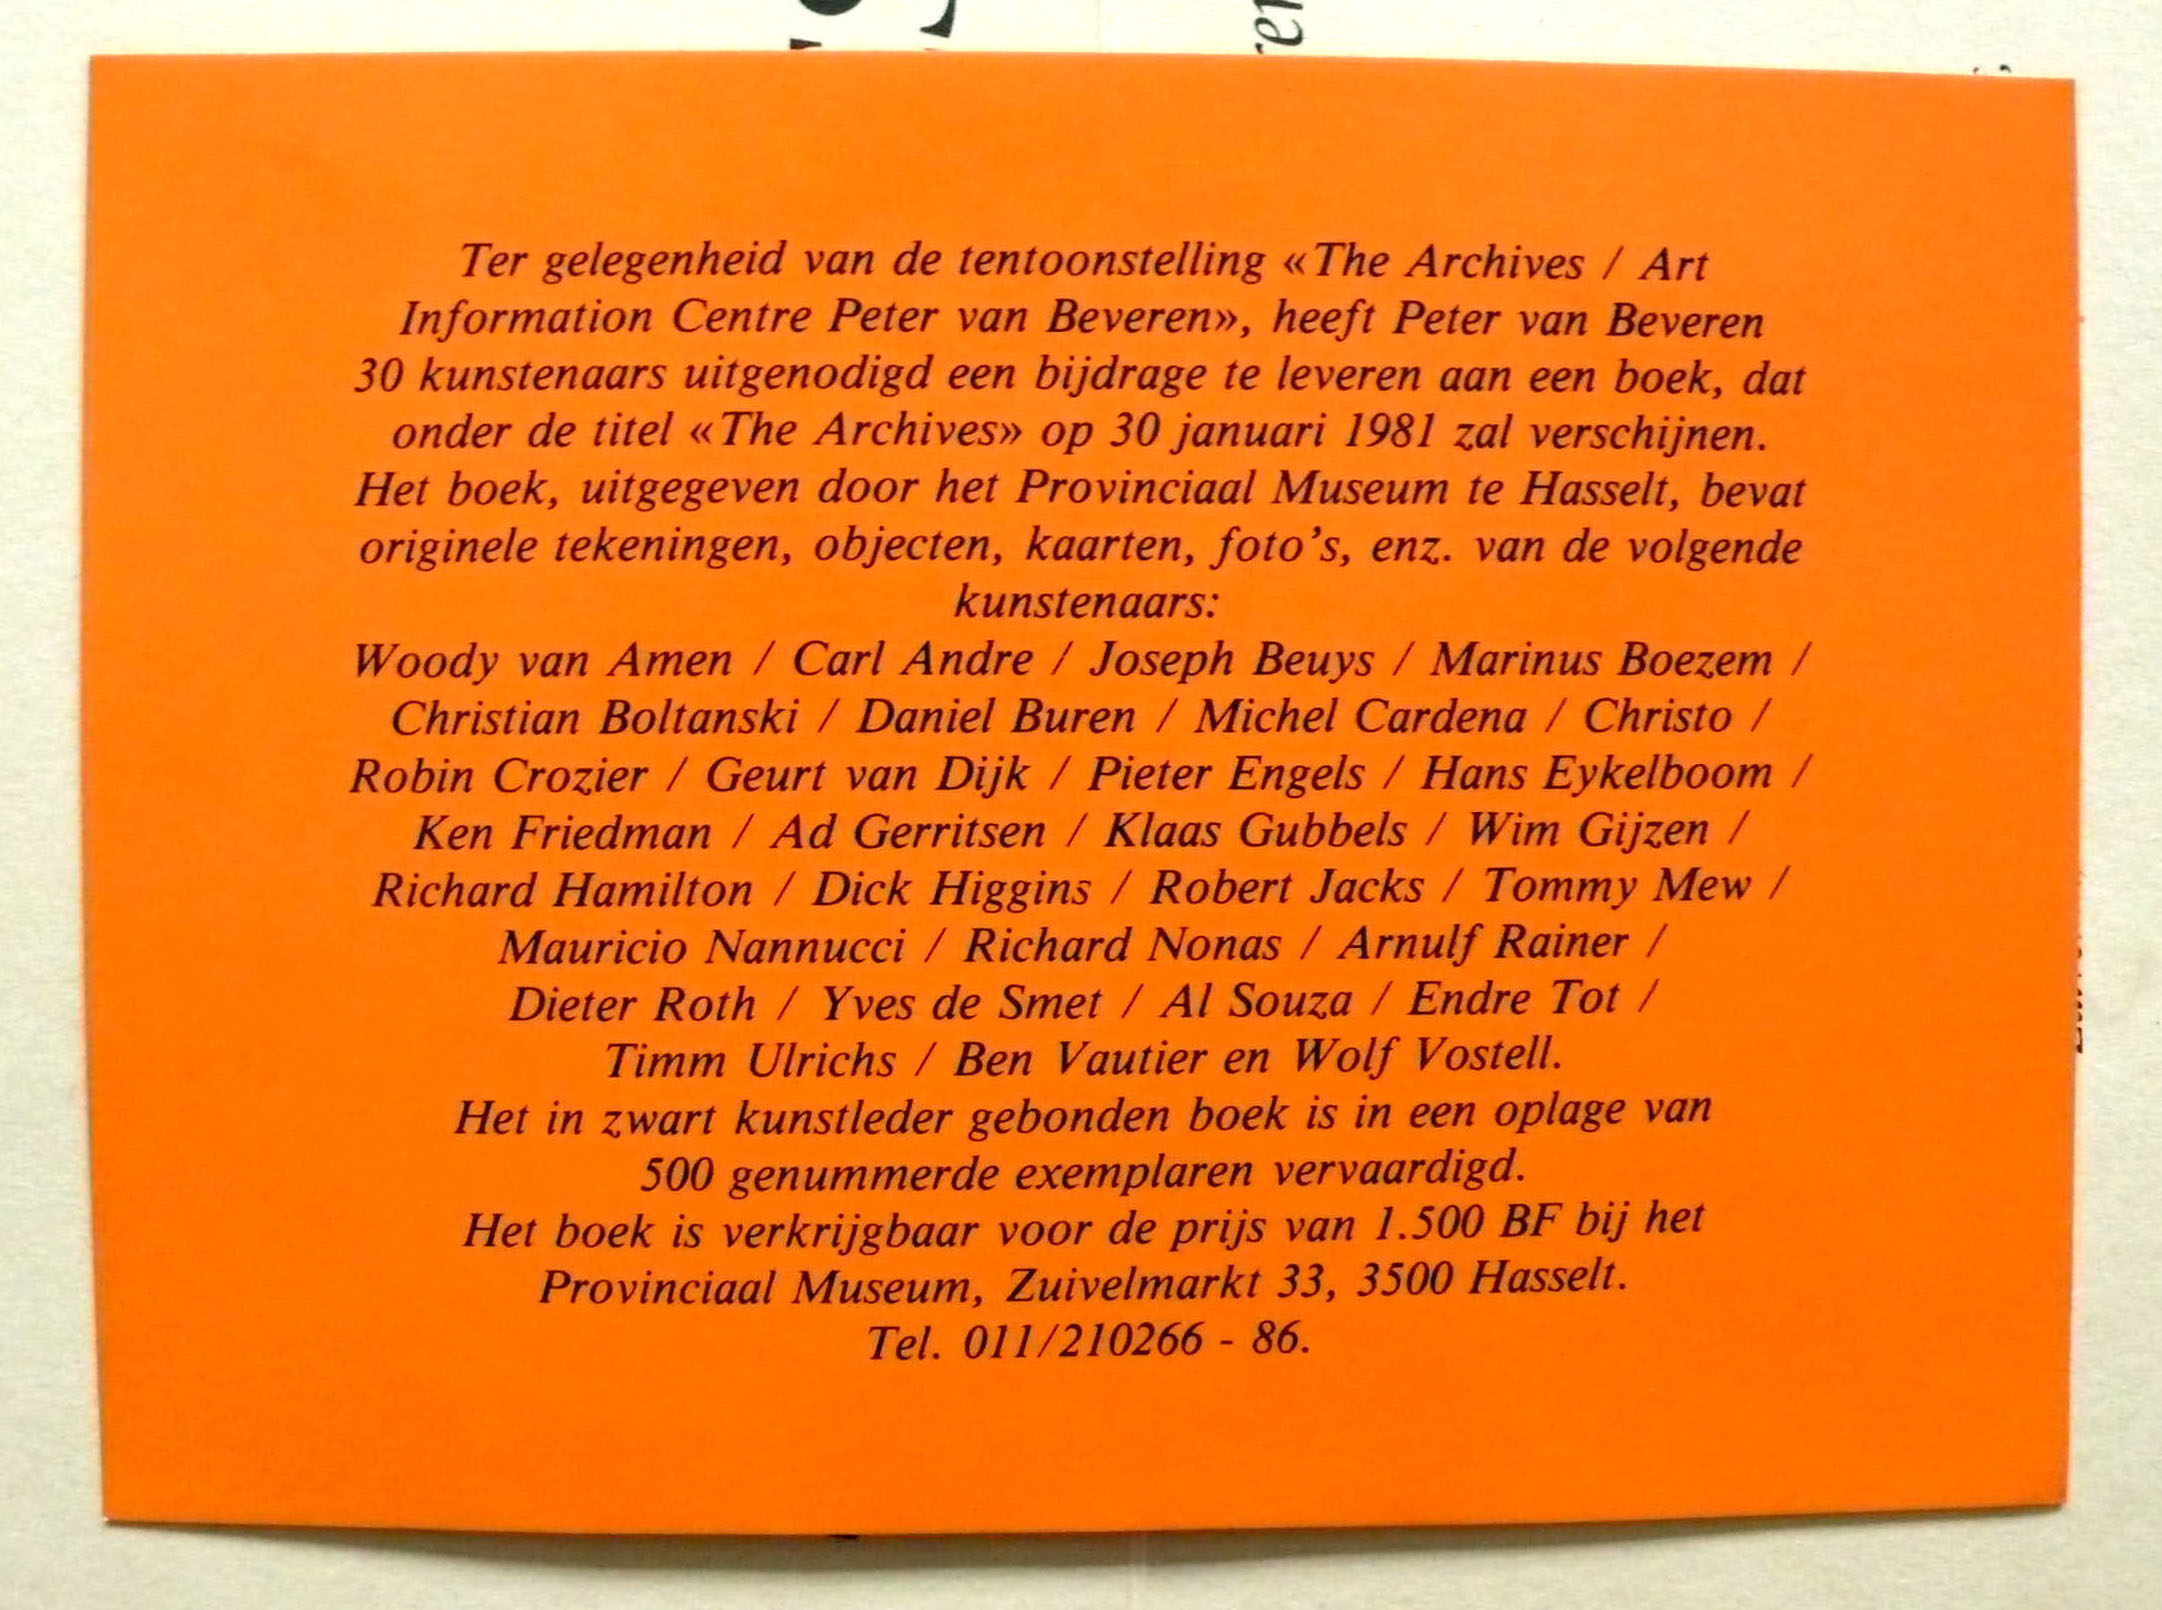 Ter gelegenheid van de tentoonstelling «The Archives / Art
Information Centre Peter van Beveren», heeft Peter van Beveren
30 kunstenaars uitgenodigd een bijdrage te leveren aan een boek, dat
onder de titel «The Archives» op 30 januari 1981 zal verschijnen.
Het boek, uitgegeven door het Provinciaal Museum te Hasselt, bevat
originele tekeningen, objecten, kaarten, foto's, enz. van de volgende
kunstenaars:
Woody van Amen / Carl Andre / Joseph Beuys / Marinus Boezem /
Christian Boltanski / Daniel Buren / Michel Cardena / Christo /
Robin Crozier / Geurt van Dijk / Pieter Engels / Hans Eykelboom /
Ken Friedman / Ad Gerritsen / Klaas Gubbels / Wim Gijzen /
Richard Hamilton / Dick Higgins / Robert Jacks / Tommy Mew /
Mauricio Nannucci / Richard Nonas / Arnulf Rainer /
Dieter Roth / Yves de Smet / Al Souza / Endre Tot /
Timm Ulrichs / Ben Vautier en Wolf Vostell.
Het in zwart kunstleder gebonden boek is in een oplage van
500 genummerde exemplaren vervaardigd.
Het boek is verkrijgbaar voor de prijs van 1.500 BF bij het
Provinciaal Museum, Zuivelmarkt 33, 3500 Hasselt.
Tel. 011/210266 - 86.